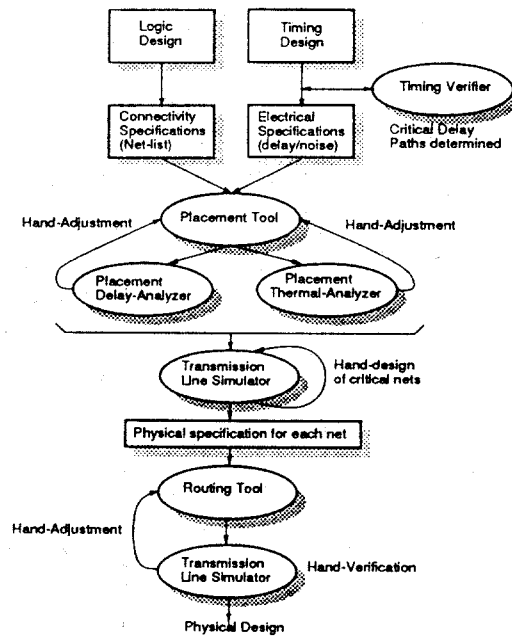 Logic
Design
Timing
Design
Timing Verifier
Connectivity
Specifications
(Net-list)
Electrical
Specifications
(delay/noise)
Critical Delay
Paths determined
Hand-Adjustment
Placement Tool
Hand-Adjustment
Placement
Delay-Analyzer
Placement
Thermal-Analyzer
Transmission
Line Simulator
Hand-design
of critical nets
Physical specification for each net
Routing Tool
Hand-Adjustment
Transmission
Line Simulator
Hand-Verification
Physical Design